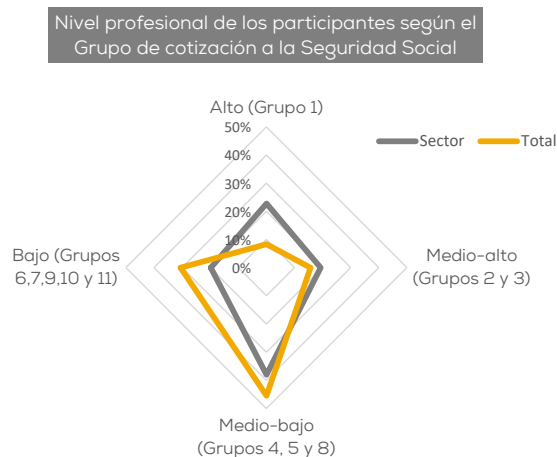 Nivel profesional de los participantes según el
Grupo de cotización a la Seguridad Social
Alto (Grupo 1)
50%
40%
30%
20%
10%
0%
Sector
Total
Bajo (Grupos
6,7,9,10 y 11)
Medio-alto
(Grupos 2 y 3)
Medio-bajo
(Grupos 4, 5 y 8)